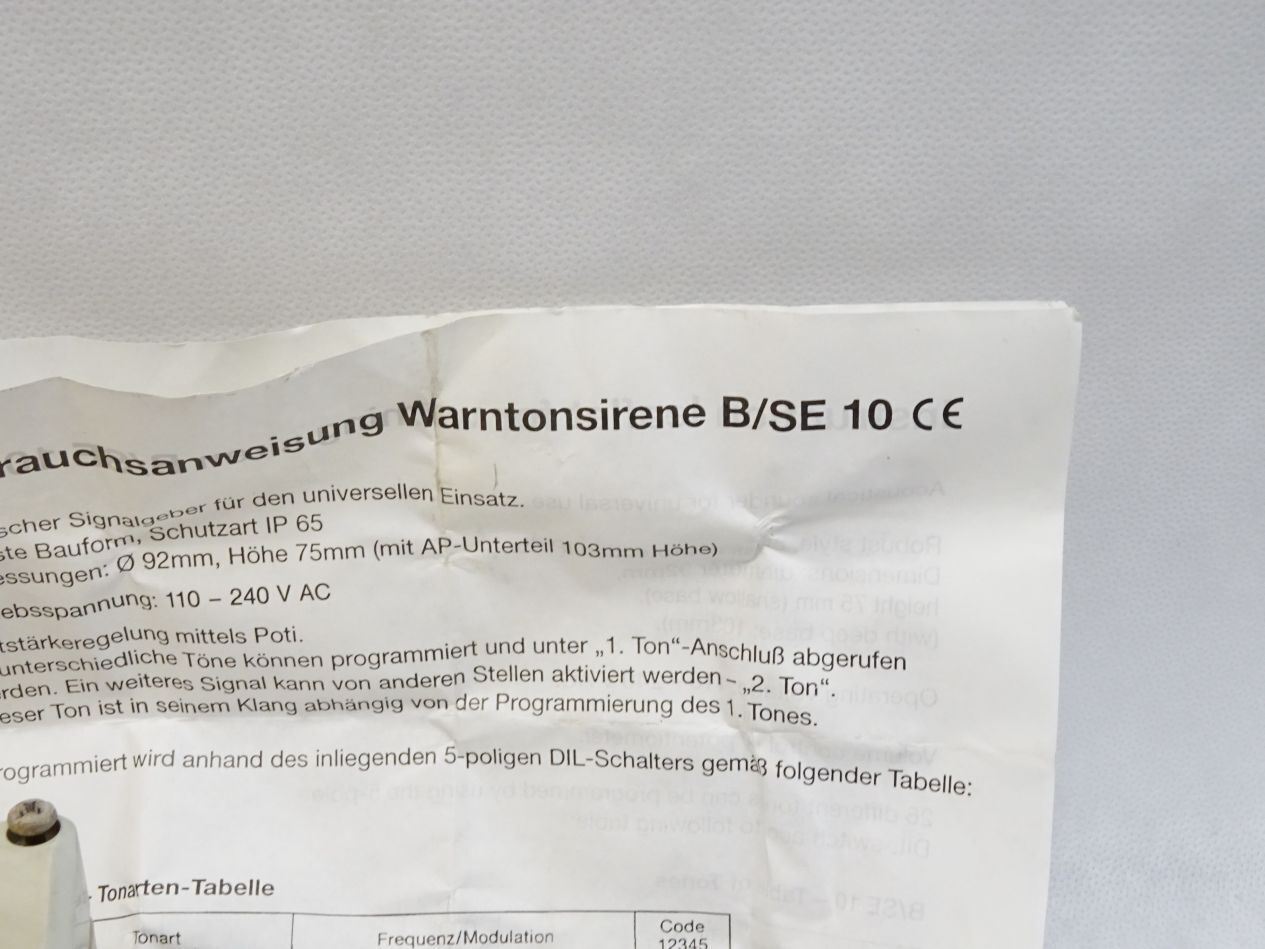 rauchsanweisung Warntonsirene B/SE 10 CE
scher Signalgeber für den universellen Einsatz.
ste Bauform, Schutzart IP 65
essungen: Ø 92mm, Höhe 75mm (mit AP-Unterteil 103mm Höhe)
ebsspannung: 110 – 240 V AC
tstärkeregelung mittels Poti.
unterschiedliche Töne können programmiert und unter „1. Ton“-Anschluß abgerufen
rden. Ein weiteres Signal kann von anderen Stellen aktiviert werden – „2. Ton“.
eser Ton ist in seinem Klang abhängig von der Programmierung des 1. Tones.
rogrammiert wird anhand des inliegenden 5-poligen DIL-Schalters gemäß folgender Tabelle:
- Tonarten-Tabelle
Tonart Frequenz/Modulation Code
12345